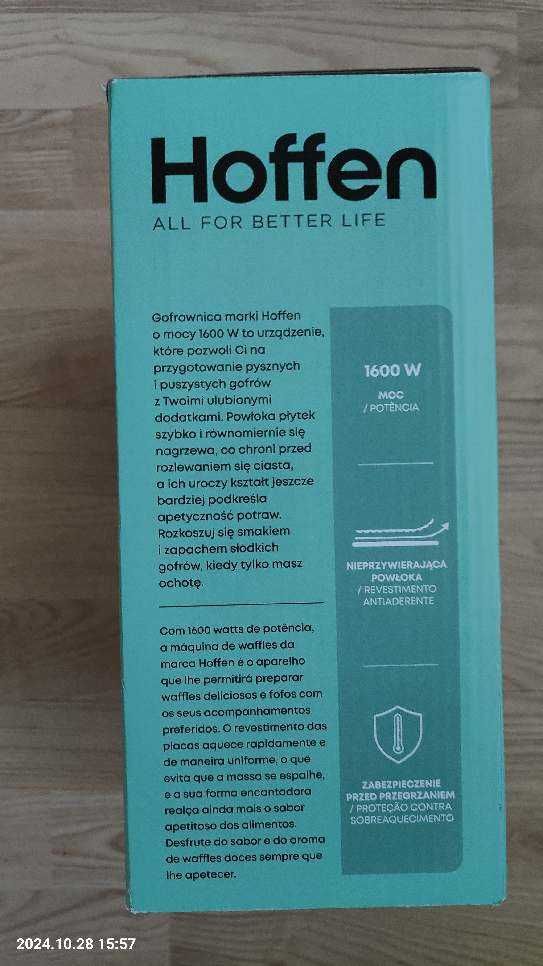 Hoffen
ALL FOR BETTER LIFE
Gofrownica marki Hoffen
o mocy 1600 W to urządzenie,
które pozwoli Ci na
przygotowanie pysznych
i puszystych gofrów
z Twoimi ulubionymi
dodatkami. Powłoka płytek
szybko i równomiernie się
nagrzewa, co chroni przed
rozlewaniem się ciasta,
a ich uroczy kształt jeszcze
bardziej podkreśla
apetyczność potraw.
Rozkoszuj się smakiem
i zapachem słodkich
gofrów, kiedy tylko masz
ochotę.
Com 1600 watts de potência,
a máquina de waffles da
marca Hoffen é o aparelho
que lhe permitirá preparar
waffles deliciosos e fofos com
os seus acompanhamentos
preferidos. O revestimento das
placas aquece rapidamente e
de maneira uniforme, o que
evita que a massa se espalhe,
e a sua forma encantadora
realça ainda mais o sabor
apetitoso dos alimentos.
Desfrute do sabor e do aroma
de waffles doces sempre que
lhe apetecer.
1600 W
MOC
/ POTÊNCIA
NIEPRZYWIERAJĄCA
POWŁOKA
/ REVESTIMENTO
ANTIADERENTE
ZABEZPIECZENIE
PRZED PRZEGRZANIEM
/ PROTEÇÃO CONTRA
SOBREAQUECIMENTO
2024.10.28 15:57